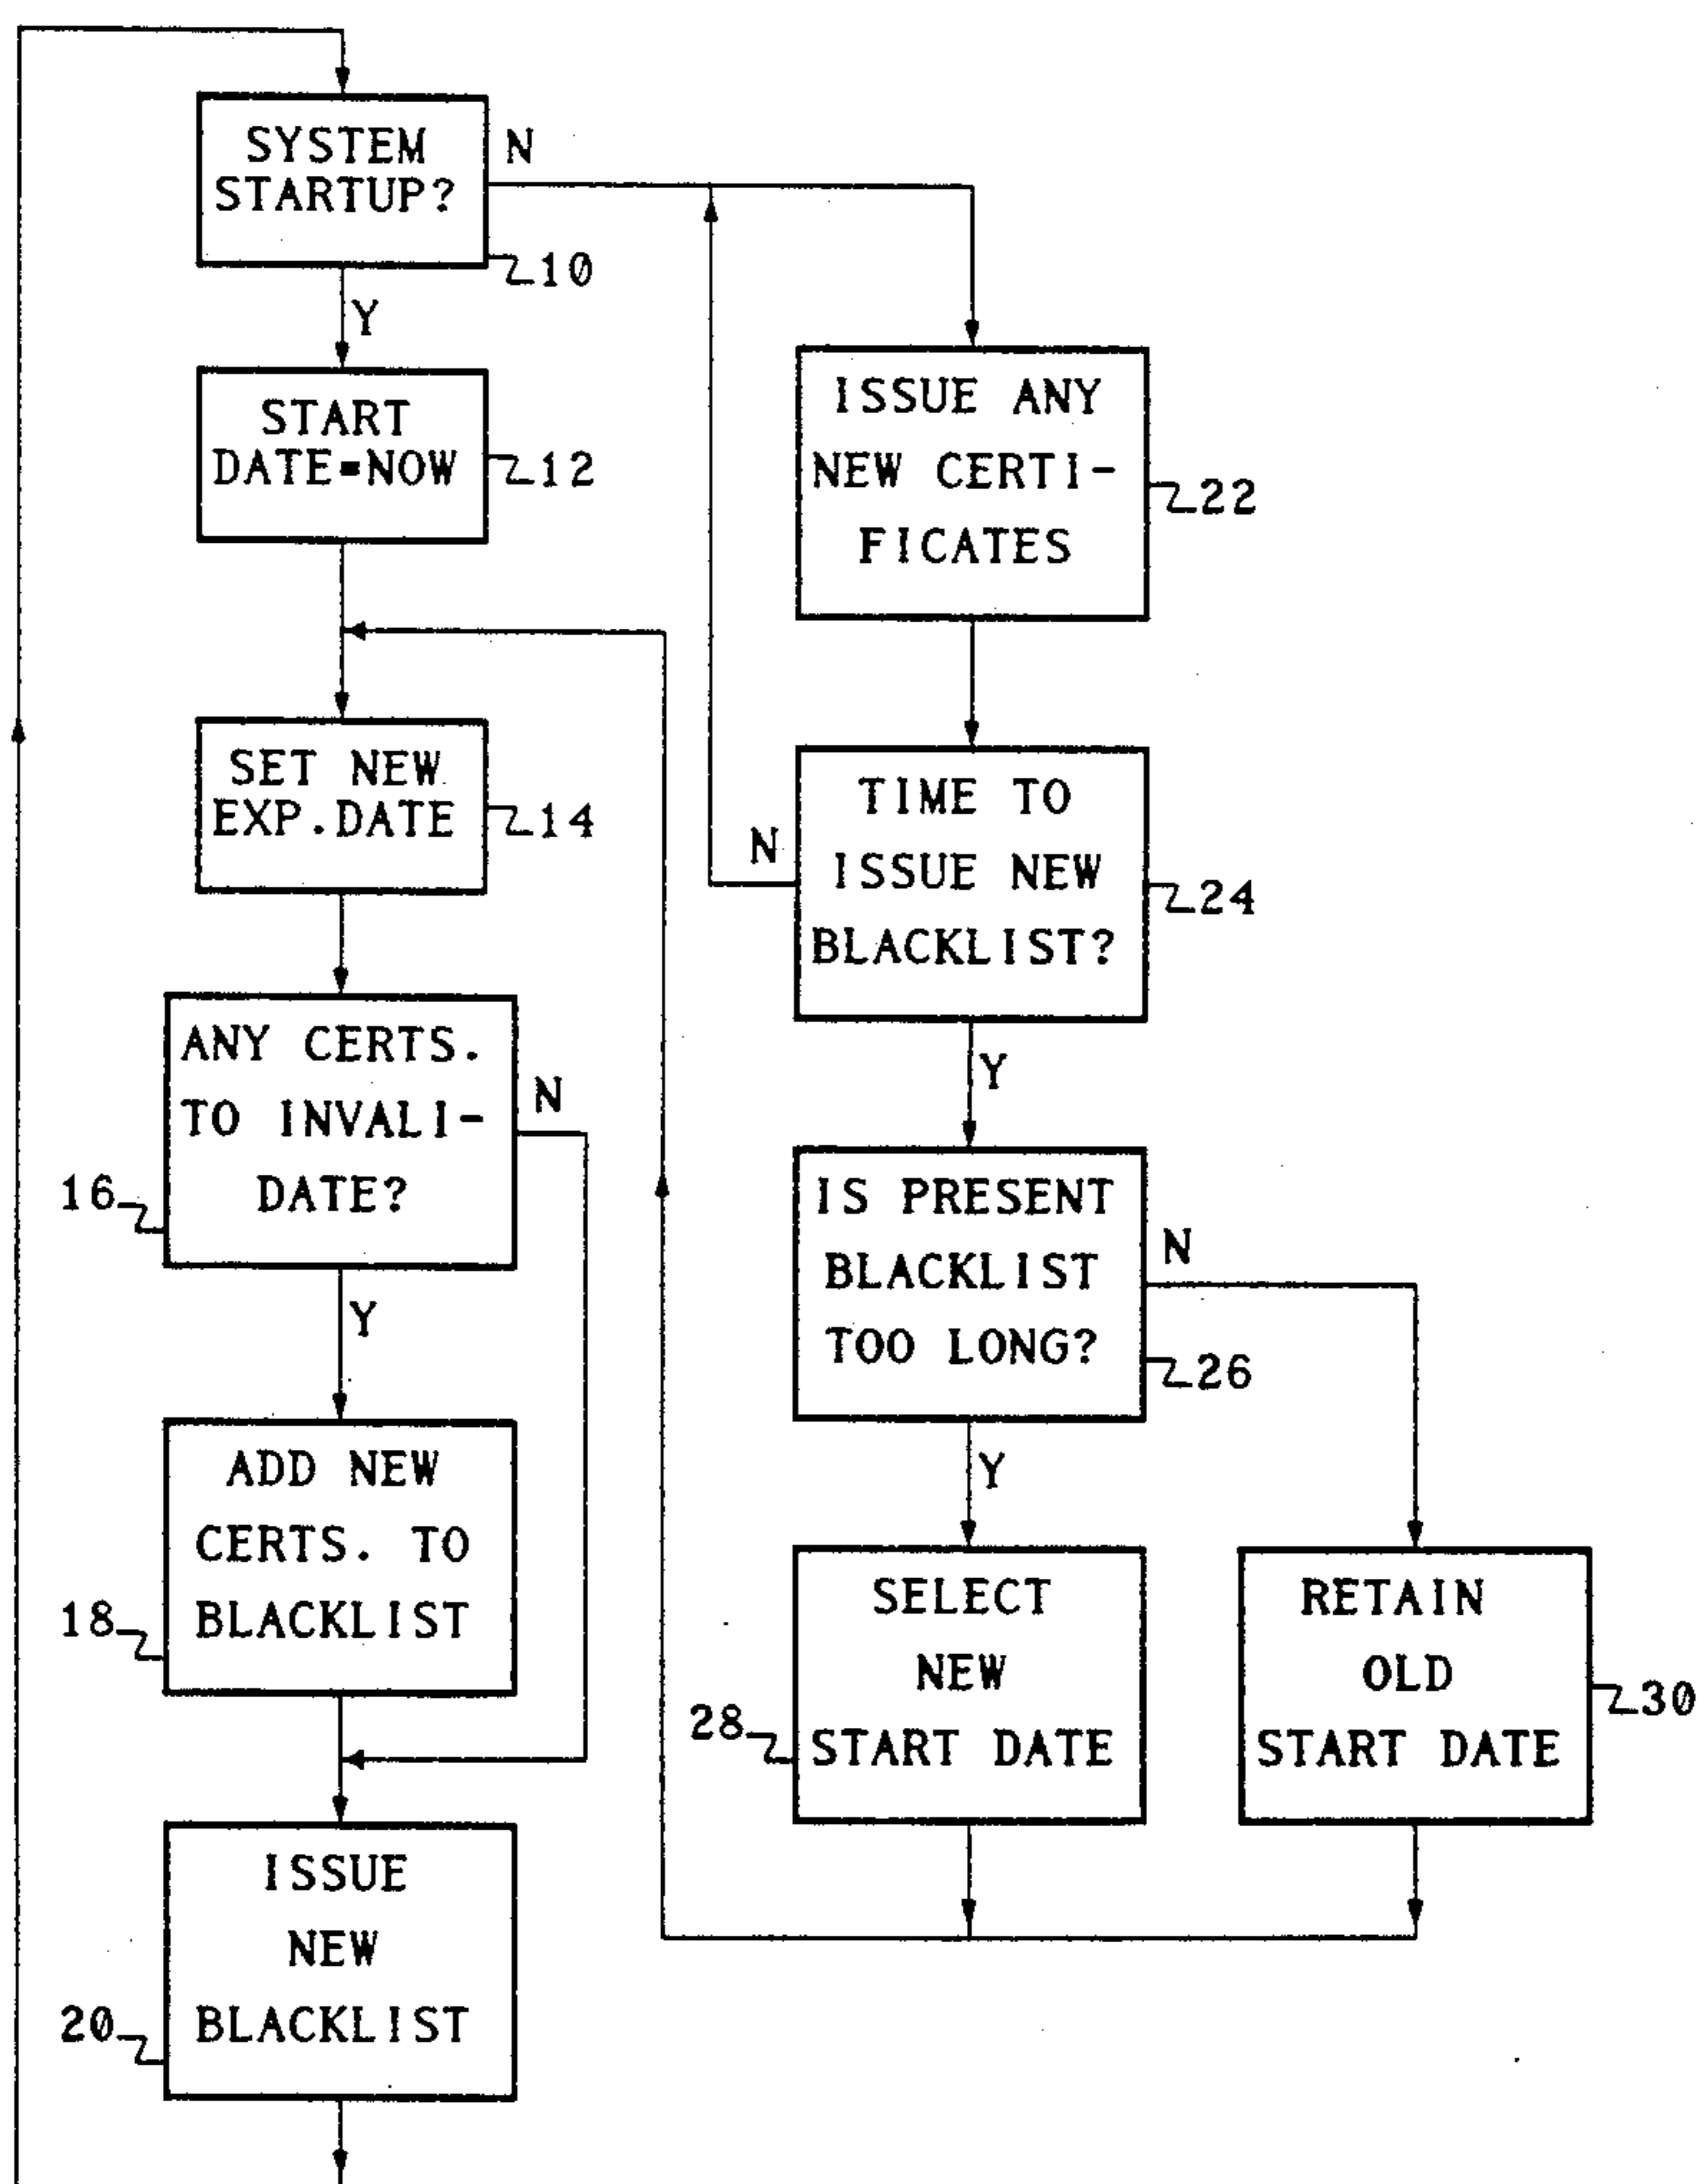 SYSTEM
STARTUP?
N
10
Y
START
DATE=NOW
12
SET NEW
EXP.DATE
14
ANY CERTS.
TO INVALI-
DATE?
N
16
Y
ADD NEW
CERTS. TO
BLACKLIST
18
ISSUE
NEW
BLACKLIST
20
ISSUE ANY
NEW CERTI-
FICATES
22
TIME TO
ISSUE NEW
BLACKLIST?
N
24
Y
IS PRESENT
BLACKLIST
TOO LONG?
N
26
Y
SELECT
NEW
START DATE
28
RETAIN
OLD
START DATE
30